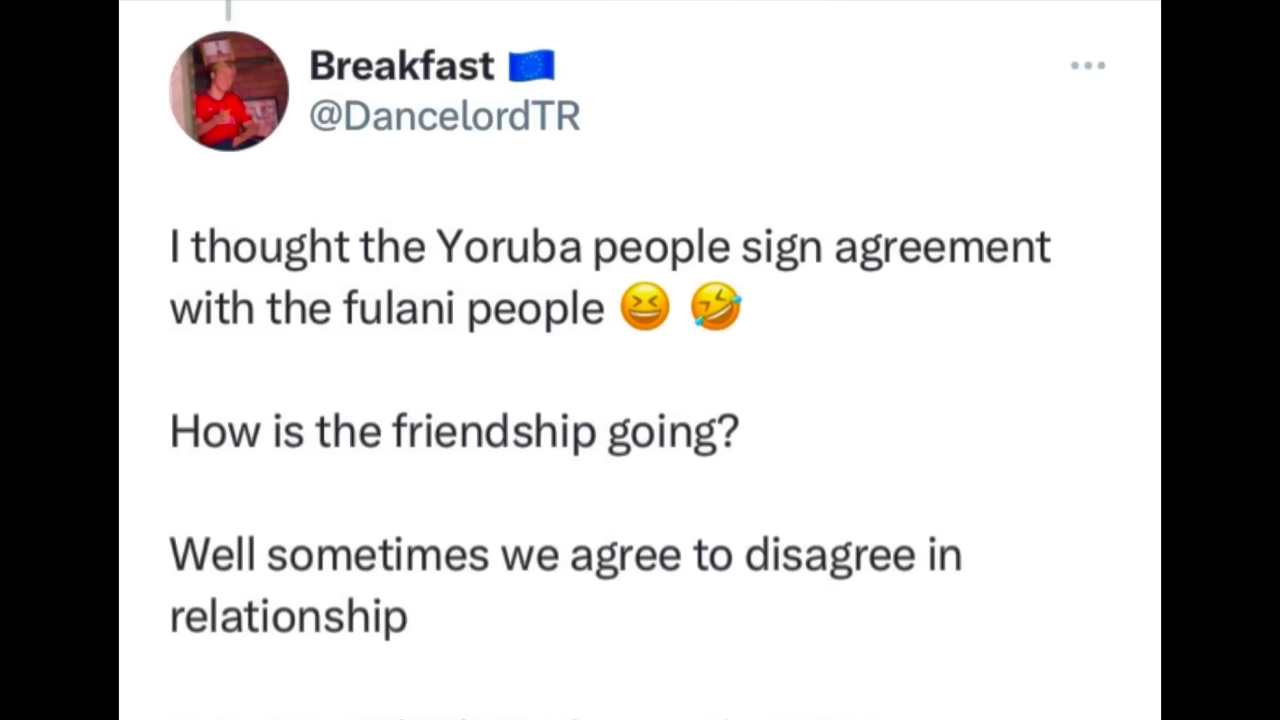 Breakfast 🇪🇺
@DancelordTR
I thought the Yoruba people sign agreement
with the fulani people 😆 🤣
How is the friendship going?
Well sometimes we agree to disagree in
relationship